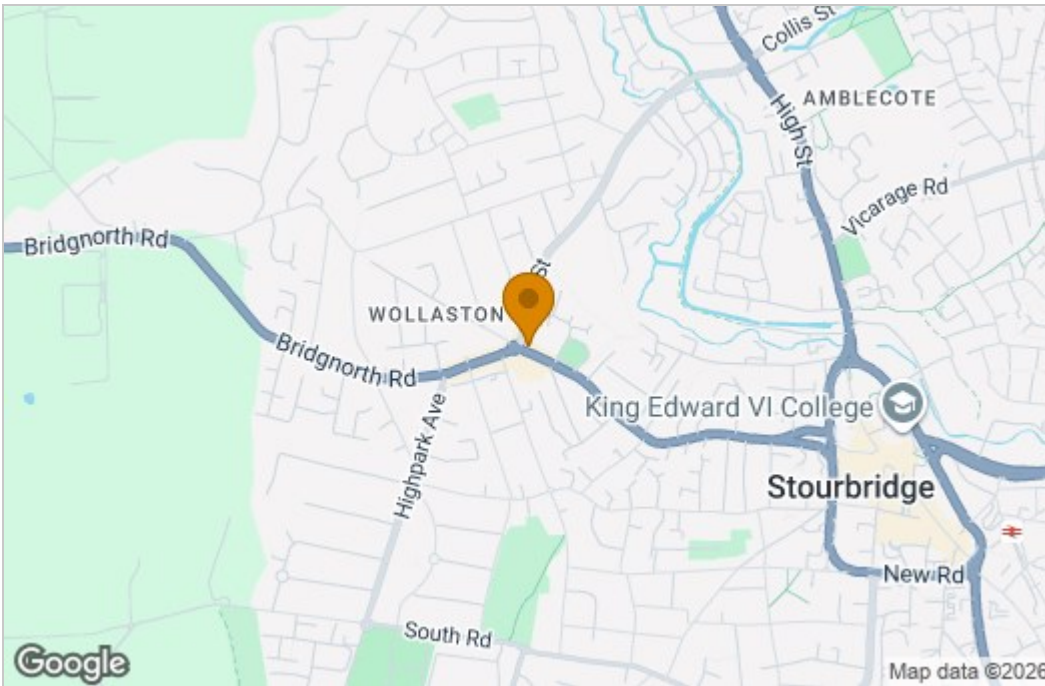 Collis St
AMBLECOTE
High St
Vicarage Rd
Bridgnorth Rd
St
WOLLASTON
Bridgnorth Rd
King Edward VI College
Highpark Ave
Stourbridge
New Rd
South Rd
Google
Map data ©2026